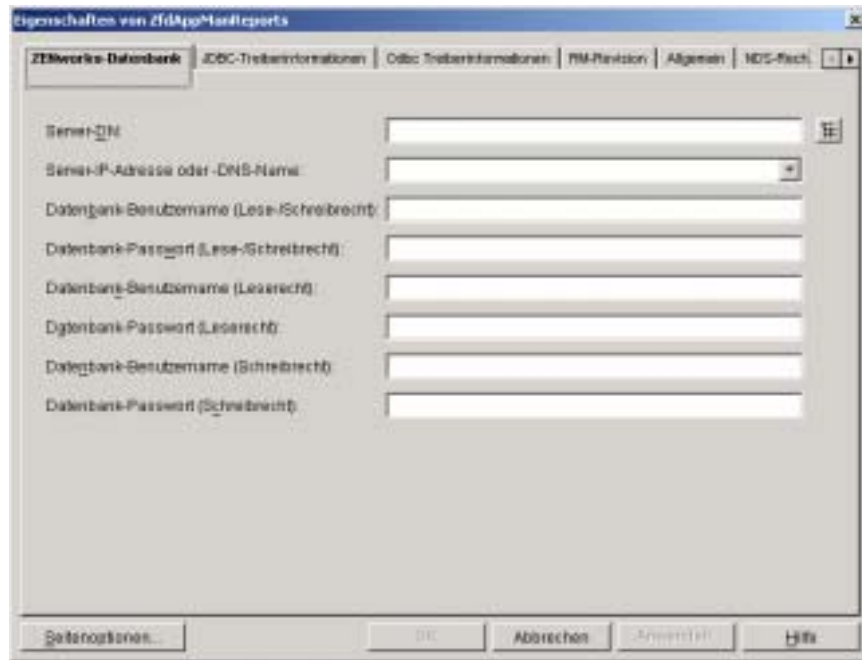 Eigenschaften von ZfdAppManReports
ZENworks-Datenbank JDBC-Treiberinformationen Odbc Treiberinformationen RM-Revision Allgemein NDS-Rech
Server-DN:
Server-IP-Adresse oder -DNS-Name:
Datenbank-Benutzername (Lese-/Schreibrecht):
Datenbank-Passwort (Lese-/Schreibrecht):
Datenbank-Benutzername (Leserecht):
Datenbank-Passwort (Leserecht):
Datenbank-Benutzername (Schreibrecht):
Datenbank-Passwort (Schreibrecht):
Seitenoptionen... OK Abbrechen Anwenden Hilfe